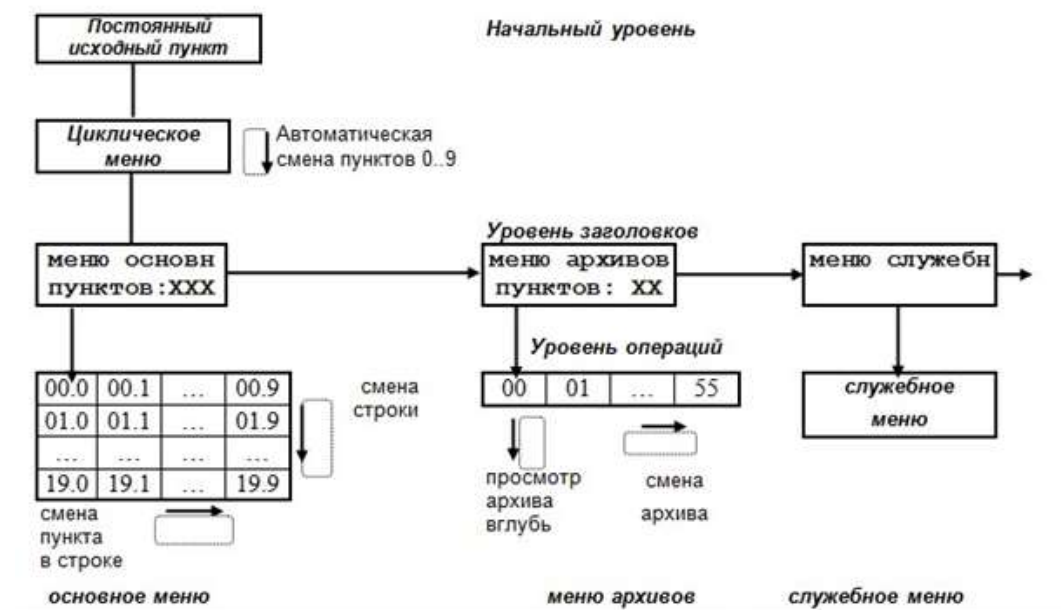 Постоянный
исходный пункт
Начальный уровень
Циклическое
меню
Автоматическая
смена пунктов 0..9
Уровень заголовков
меню основн
пунктов:XXX
меню архивов
пунктов: XX
меню служебн
Уровень операций
00.0 00.1 ... 00.9
01.0 01.1 ... 01.9
... ... ... ...
19.0 19.1 ... 19.9
смена
строки
00 01 ... 55
служебное
меню
смена
пункта
в строке
просмотр
архива
вглубь
смена
архива
основное меню
меню архивов
служебное меню